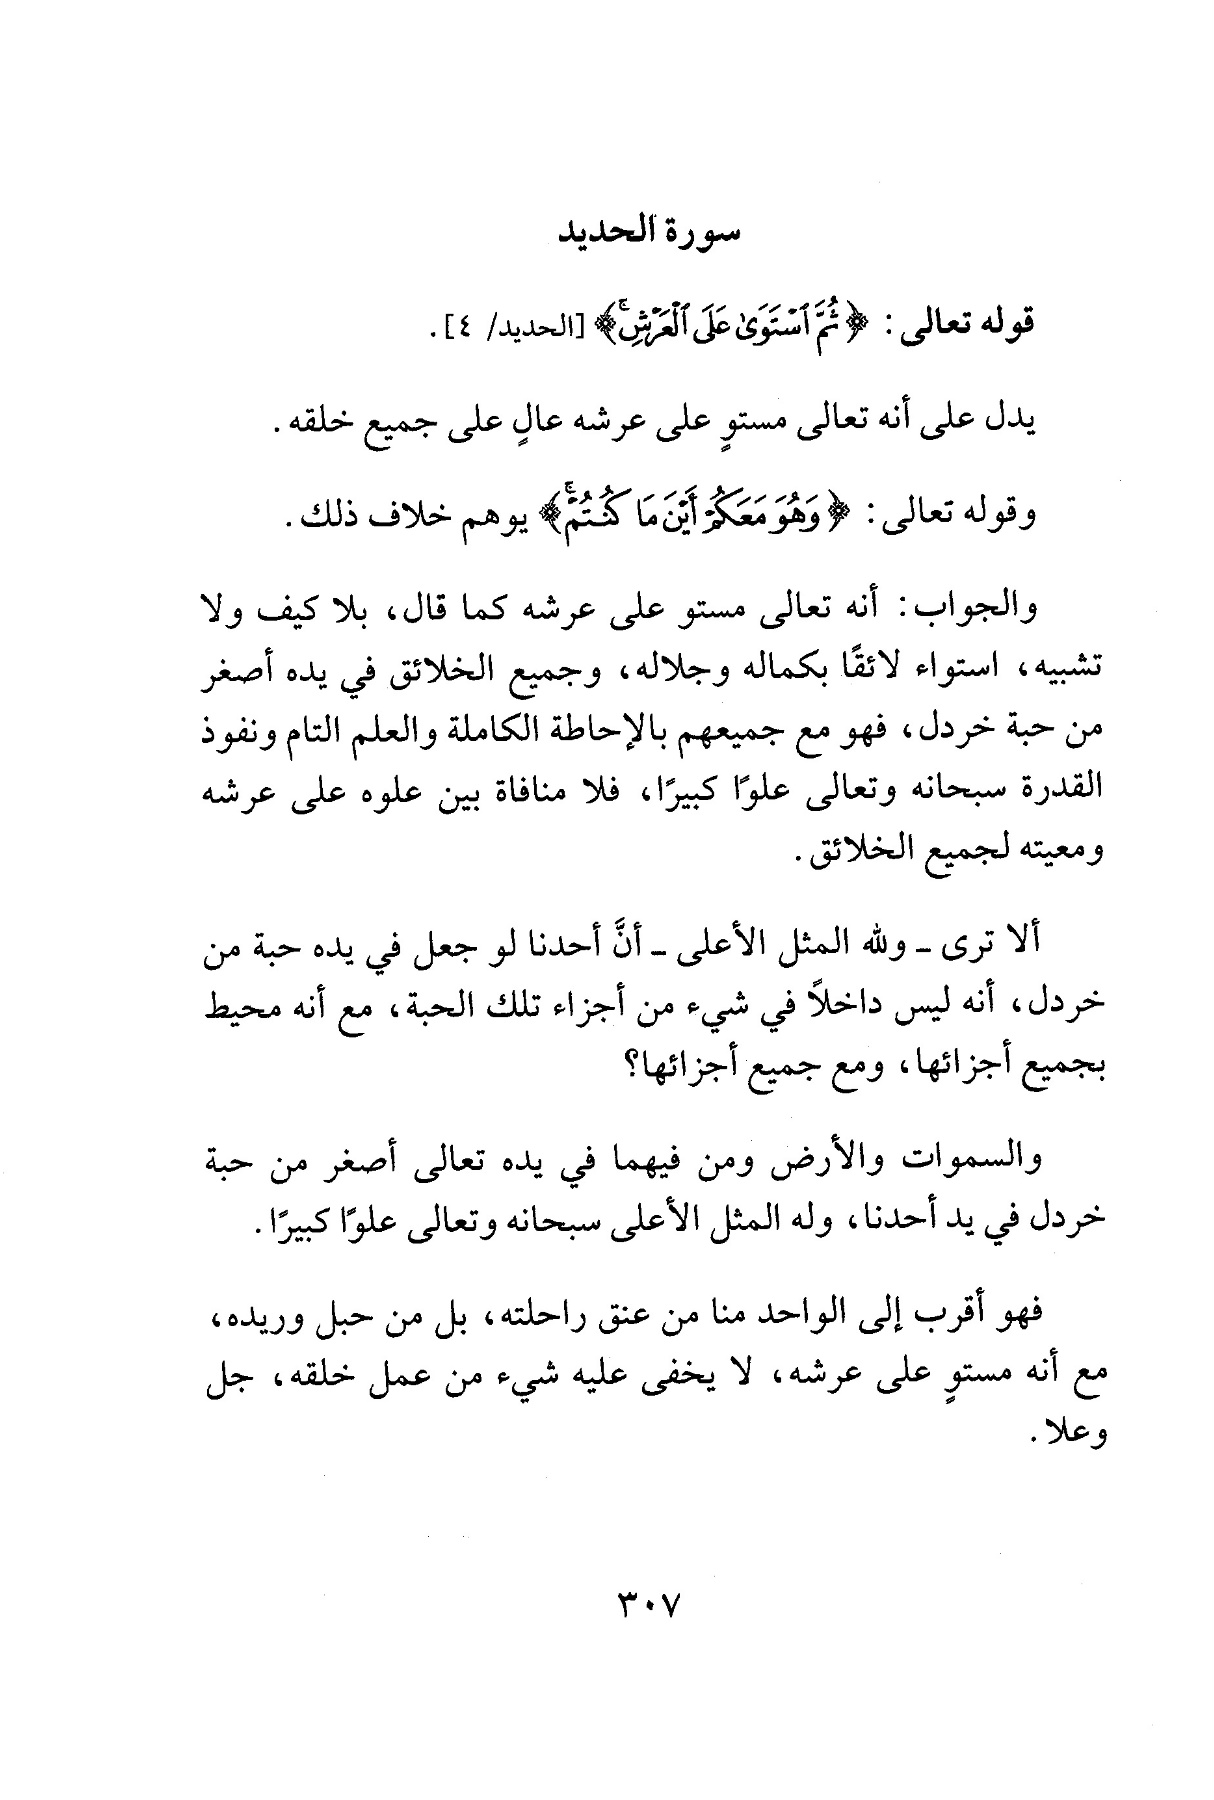 سورة الحديد
قوله تعالى: ﴿ثُمَّ ٱسْتَوَىٰ عَلَى ٱلْعَرْشِۚ﴾ [الحديد/ ٤].
يدل على أنه تعالى مستوٍ على عرشه عالٍ على جميع خلقه.
وقوله تعالى: ﴿وَهُوَ مَعَكُمْ أَيْنَ مَا كُنتُمْۚ﴾ يوهم خلاف ذلك.
والجواب: أنه تعالى مستو على عرشه كما قال، بلا كيف ولا
تشبيه، استواء لائقًا بكماله وجلاله، وجميع الخلائق في يده أصغر
من حبة خردل، فهو مع جميعهم بالإحاطة الكاملة والعلم التام ونفوذ
القدرة سبحانه وتعالى علوًا كبيرًا، فلا منافاة بين علوه على عرشه
ومعيته لجميع الخلائق.
ألا ترى ـ ولله المثل الأعلى ـ أنَّ أحدنا لو جعل في يده حبة من
خردل، أنه ليس داخلاً في شيء من أجزاء تلك الحبة، مع أنه محيط
بجميع أجزائها، ومع جميع أجزائها؟
والسموات والأرض ومن فيهما في يده تعالى أصغر من حبة
خردل في يد أحدنا، وله المثل الأعلى سبحانه وتعالى علوًا كبيرًا.
فهو أقرب إلى الواحد منا من عنق راحلته، بل من حبل وريده،
مع أنه مستوٍ على عرشه، لا يخفى عليه شيء من عمل خلقه، جل
وعلا.
٣٠٧